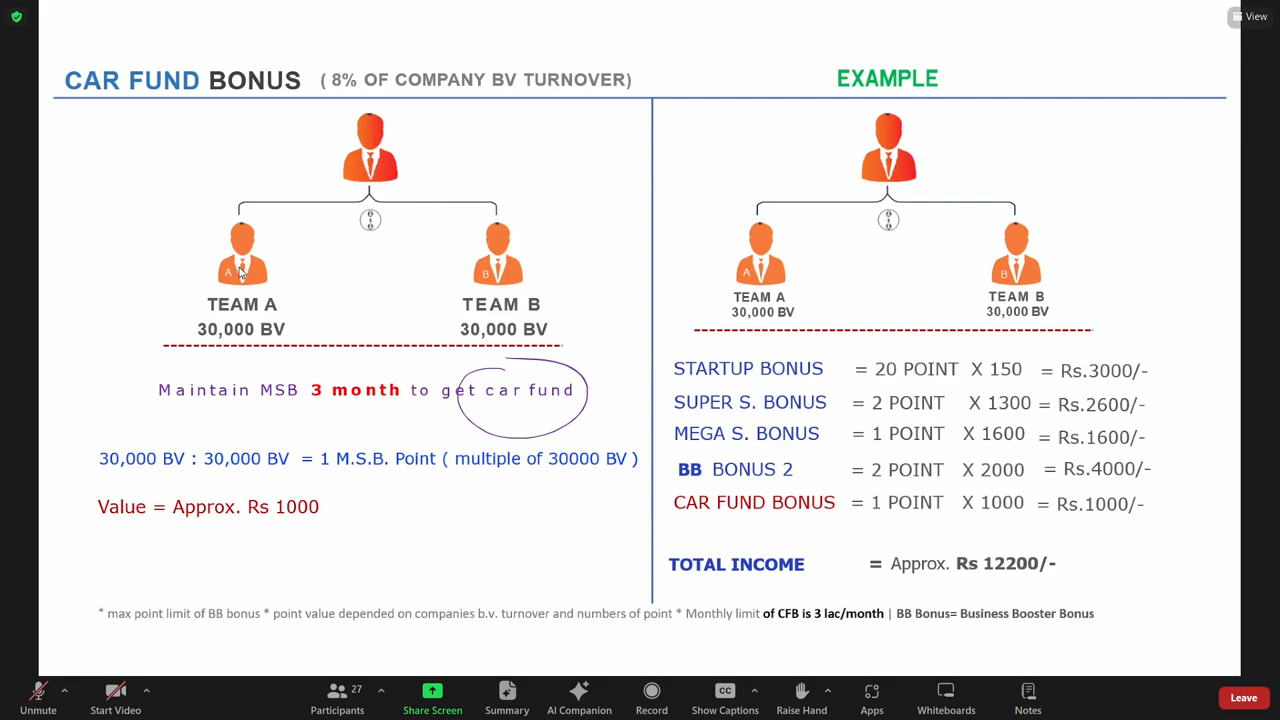 View
CAR FUND BONUS ( 8% OF COMPANY BV TURNOVER)
EXAMPLE
A
B
TEAM A
TEAM B
30,000 BV
30,000 BV
Maintain MSB 3 month to get car fund
30,000 BV : 30,000 BV = 1 M.S.B. Point ( multiple of 30000 BV )
Value = Approx. Rs 1000
A
B
TEAM A
TEAM B
30,000 BV
30,000 BV
STARTUP BONUS = 20 POINT X 150 = Rs.3000/-
SUPER S. BONUS = 2 POINT X 1300 = Rs.2600/-
MEGA S. BONUS = 1 POINT X 1600 = Rs.1600/-
BB BONUS 2 = 2 POINT X 2000 = Rs.4000/-
CAR FUND BONUS = 1 POINT X 1000 = Rs.1000/-
TOTAL INCOME = Approx. Rs 12200/-
* max point limit of BB bonus * point value depended on companies b.v. turnover and numbers of point * Monthly limit of CFB is 3 lac/month | BB Bonus= Business Booster Bonus
Unmute
Start Video
27
Participants
Share Screen
Summary
AI Companion
Record
CC
Show Captions
Raise Hand
Apps
Whiteboards
Notes
Leave